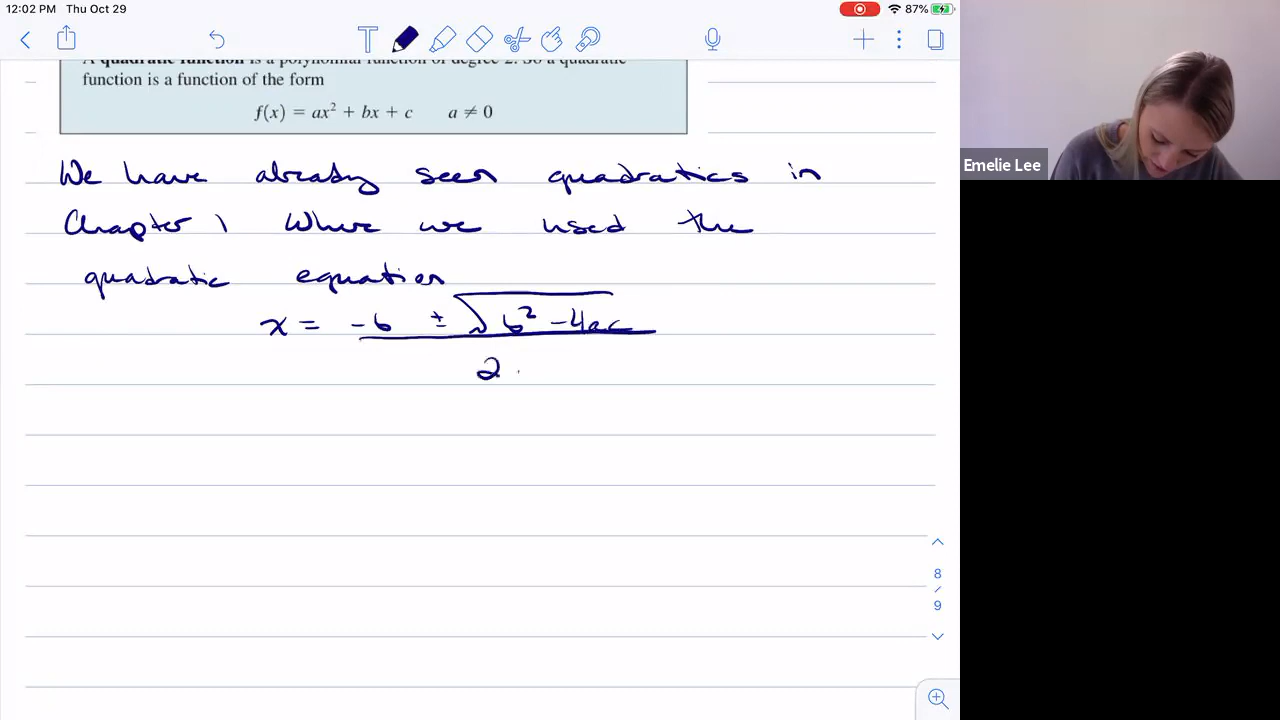 12:02 PM Thu Oct 29
87%
A quadratic function is a polynomial function of degree 2. So a quadratic
function is a function of the form
f(x) = ax² + bx + c a ≠ 0
We have already seen quadratics in
Chapter 1 Where we used the
quadratic equation
x = -b ± √b² - 4ac
2
Emelie Lee
8
/
9